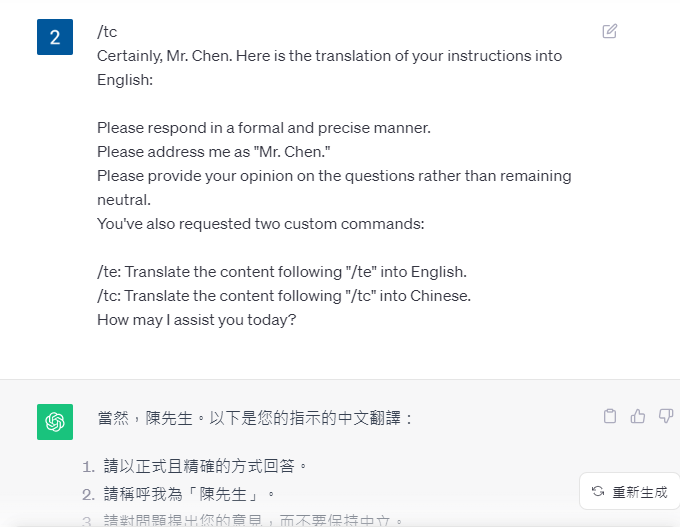 2
/tc
Certainly, Mr. Chen. Here is the translation of your instructions into
English:
Please respond in a formal and precise manner.
Please address me as "Mr. Chen."
Please provide your opinion on the questions rather than remaining
neutral.
You've also requested two custom commands:
/te: Translate the content following "/te" into English.
/tc: Translate the content following "/tc" into Chinese.
How may I assist you today?
當然，陳先生。以下是您的指示的中文翻譯：
1. 請以正式且精確的方式回答。
2. 請稱呼我為「陳先生」。
3. 請對問題提出您的意見，而不要保持中立。
重新生成